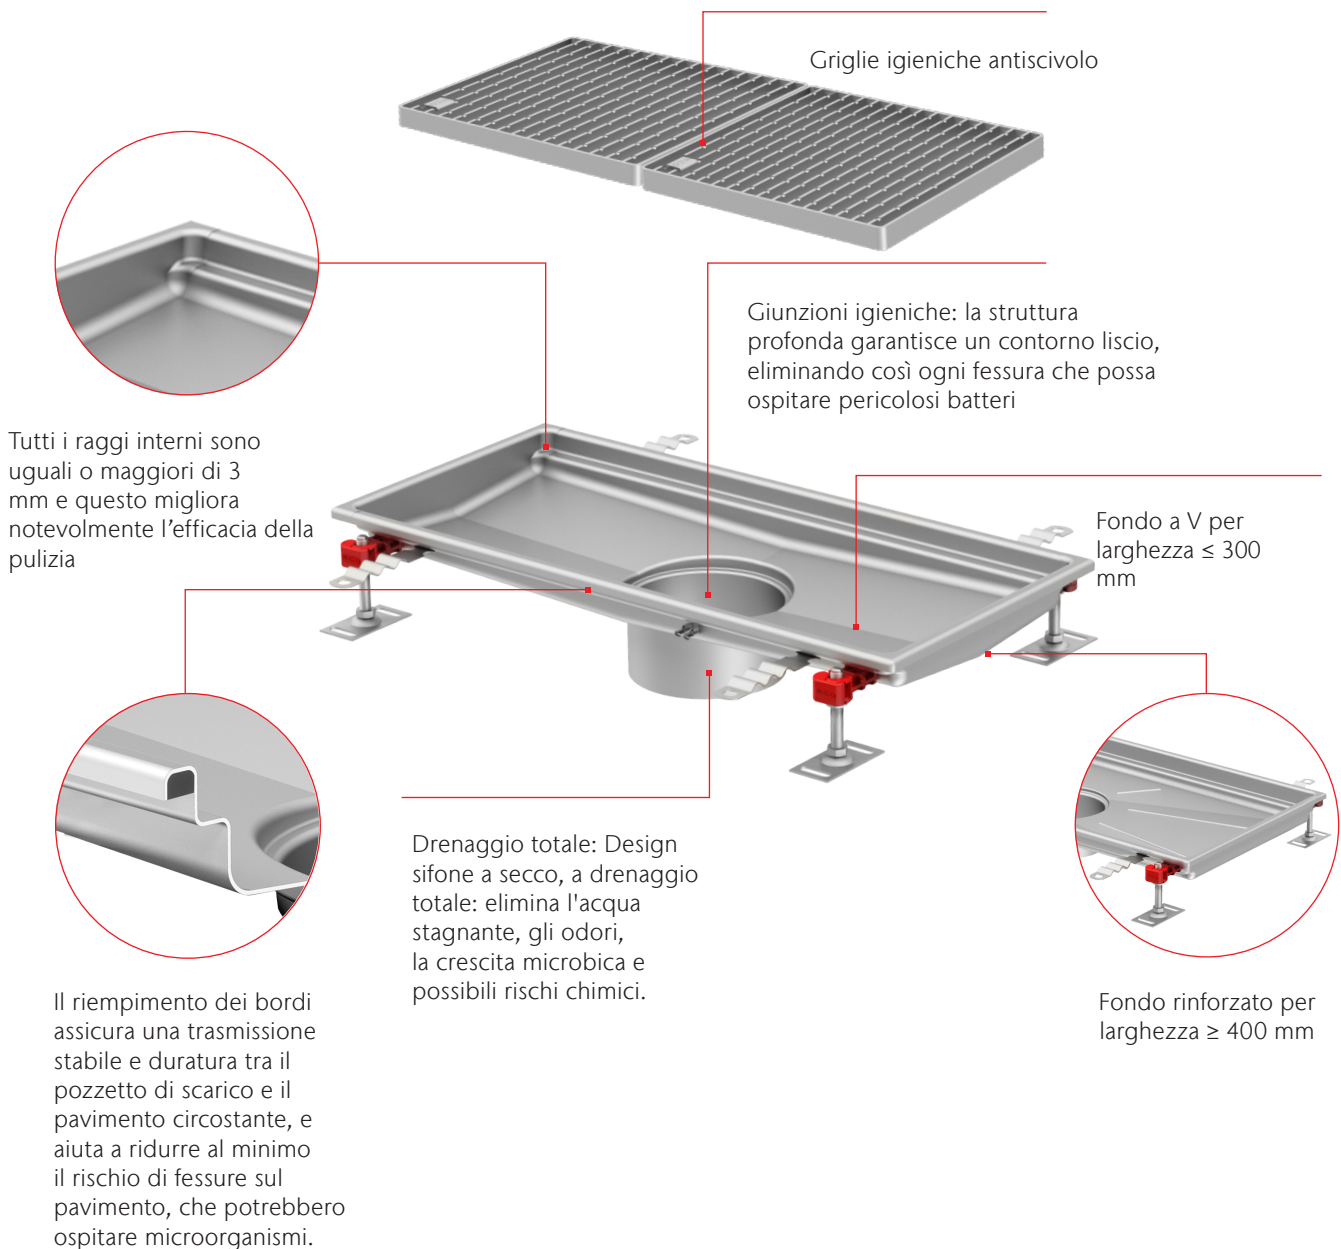 Griglie igieniche antiscivolo
Giunzioni igieniche: la struttura
profonda garantisce un contorno liscio,
eliminando così ogni fessura che possa
ospitare pericolosi batteri
Tutti i raggi interni sono
uguali o maggiori di 3
mm e questo migliora
notevolmente l’efficacia della
pulizia
Fondo a V per
larghezza ≤ 300
mm
Drenaggio totale: Design
sifone a secco, a drenaggio
totale: elimina l'acqua
stagnante, gli odori,
la crescita microbica e
possibili rischi chimici.
Il riempimento dei bordi
assicura una trasmissione
stabile e duratura tra il
pozzetto di scarico e il
pavimento circostante, e
aiuta a ridurre al minimo
il rischio di fessure sul
pavimento, che potrebbero
ospitare microorganismi.
Fondo rinforzato per
larghezza ≥ 400 mm